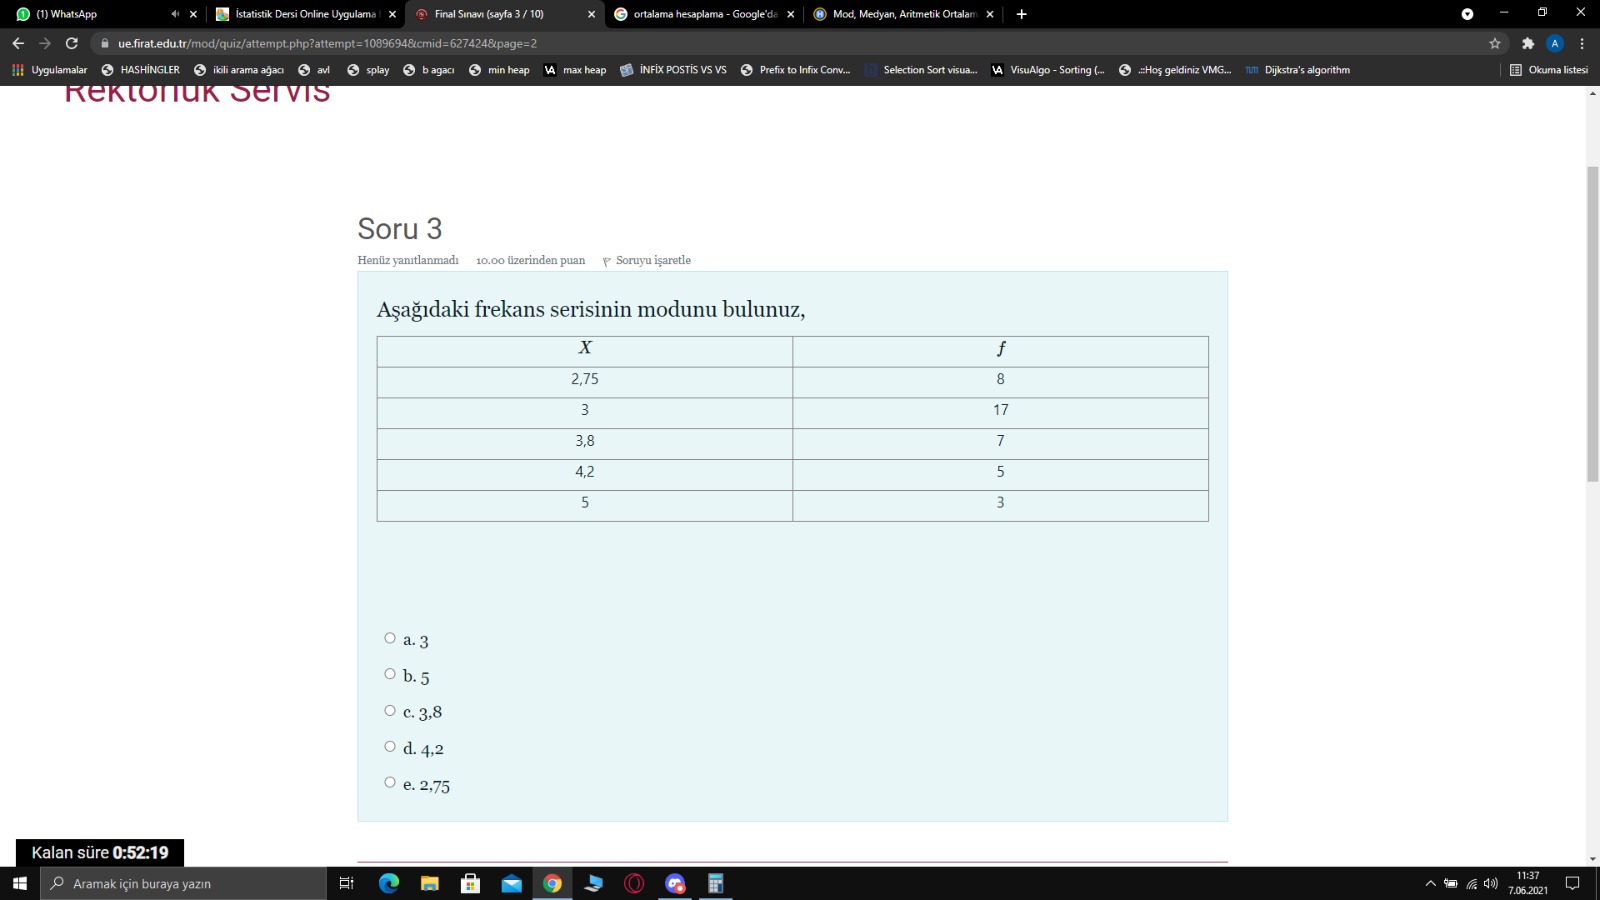 (1) WhatsApp
İstatistik Dersi Online Uygulama
Final Sınavı (sayfa 3 / 10)
ortalama hesaplama - Google'da
Mod, Medyan, Aritmetik Ortalam
ue.firat.edu.tr/mod/quiz/attempt.php?attempt=1089694&cmid=627424&page=2
A
Uygulamalar
HASHİNGLER
ikili arama ağacı
avl
splay
b agacı
min heap
max heap
İNFİX POSTİS VS VS
Prefix to Infix Conv...
Selection Sort visua...
VisuAlgo - Sorting (...
.::Hoş geldiniz VMG...
Dijkstra's algorithm
Okuma listesi
Rektörlük Servis
Soru 3
Henüz yanıtlanmadı 10.00 üzerinden puan Soruyu işaretle
Aşağıdaki frekans serisinin modunu bulunuz,
X f
2,75 8
3 17
3,8 7
4,2 5
5 3
a. 3
b. 5
c. 3,8
d. 4,2
e. 2,75
Kalan süre 0:52:19
Aramak için buraya yazın
11:37
7.06.2021